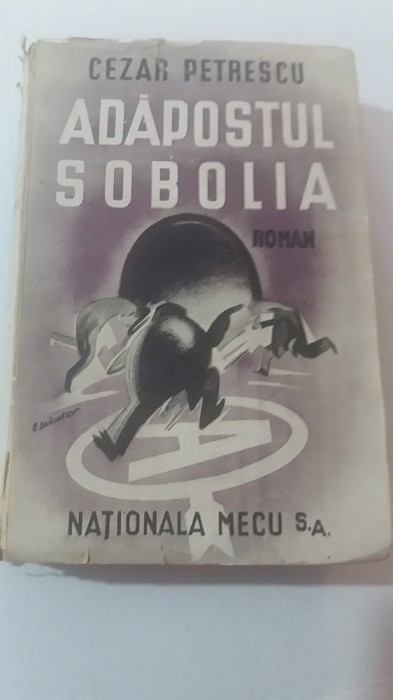 CEZAR PETRESCU
ADĂPOSTUL
SOBOLIA
ROMAN
A
NAȚIONALA MECU S.A.